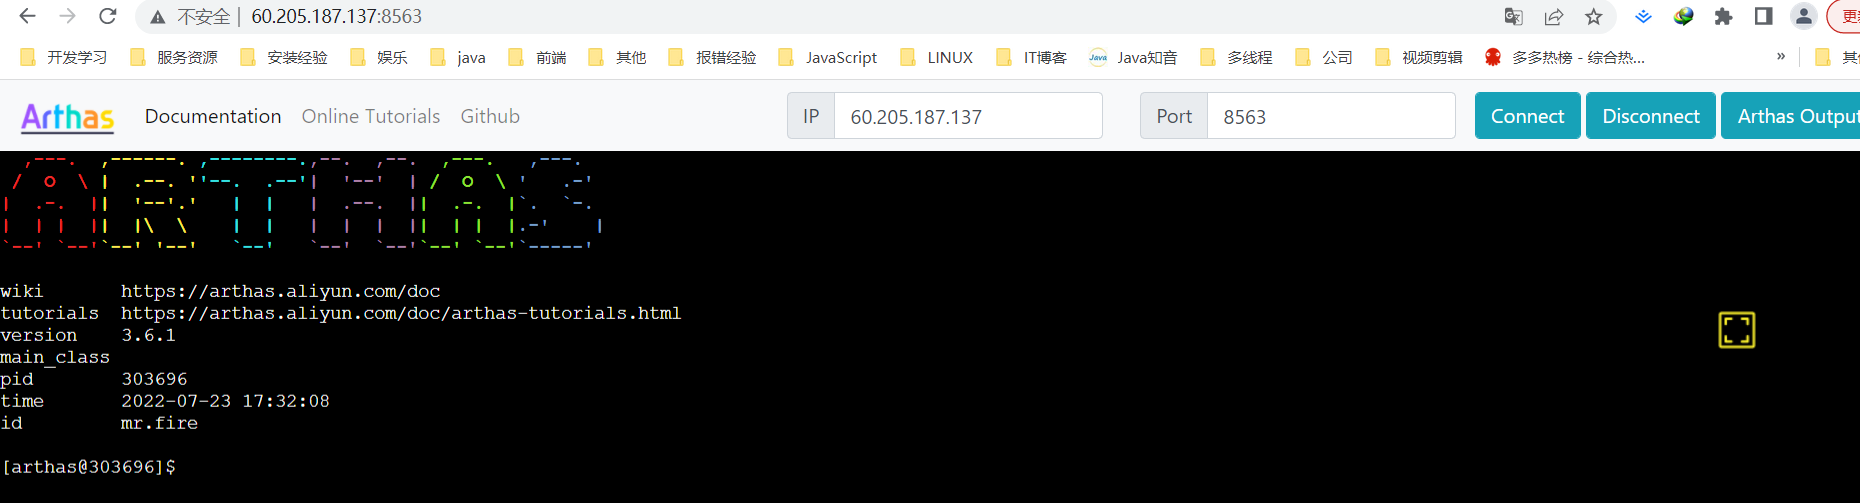 不安全 | 60.205.187.137:8563
开发学习 服务资源 安装经验 娱乐 java 前端 其他 报错经验 JavaScript LINUX IT博客 Java知音 多线程 公司 视频剪辑 多多热榜 - 综合热... »
Arthas Documentation Online Tutorials Github IP 60.205.187.137 Port 8563 Connect Disconnect Arthas Output
ARTHAS
wiki https://arthas.aliyun.com/doc
tutorials https://arthas.aliyun.com/doc/arthas-tutorials.html
version 3.6.1
main_class
pid 303696
time 2022-07-23 17:32:08
id mr.fire
[arthas@303696]$